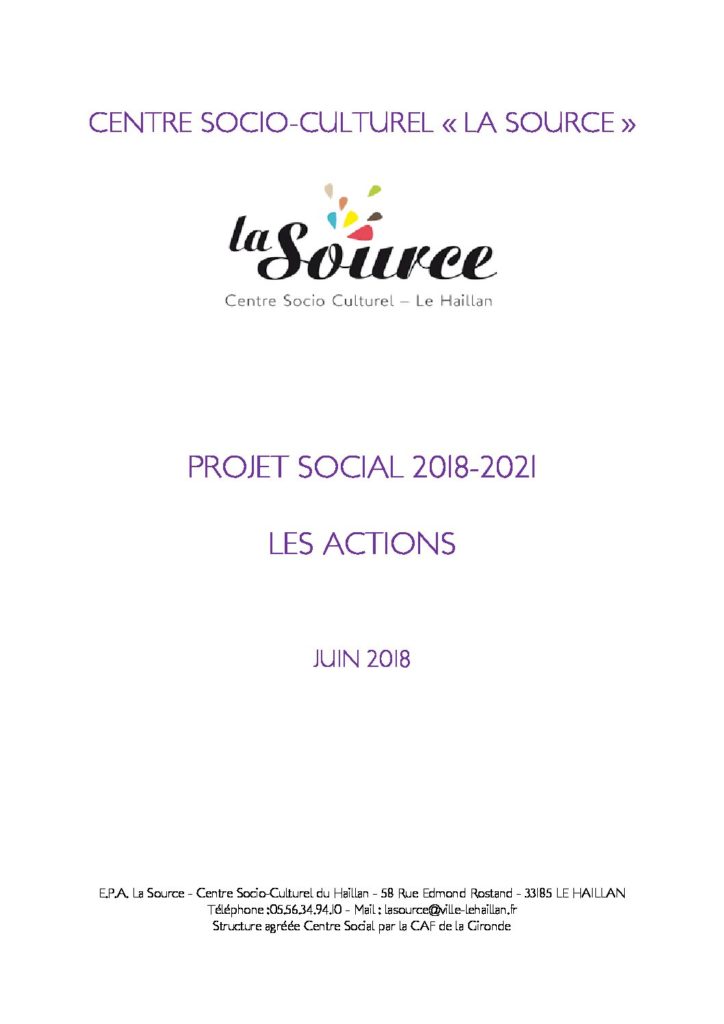 CENTRE SOCIO-CULTUREL « LA SOURCE »
la Source
Centre Socio Culturel – Le Haillan
PROJET SOCIAL 2018-2021
LES ACTIONS
JUIN 2018
E.P.A. La Source – Centre Socio-Culturel du Haillan – 58 Rue Edmond Rostand – 33185 LE HAILLAN
Téléphone :05.56.34.94.10 – Mail : lasource@ville-lehaillan.fr
Structure agréée Centre Social par la CAF de la Gironde